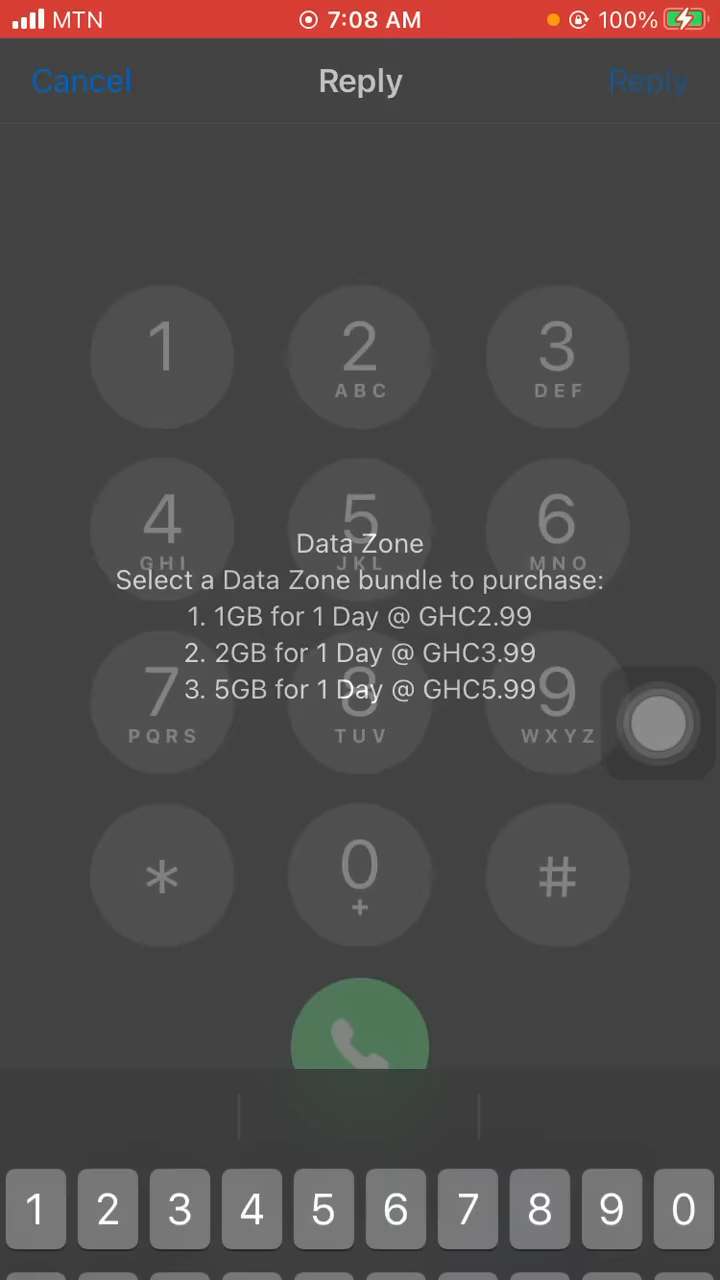 MTN 7:08 AM 100%
Cancel Reply Reply
1 2 3
ABC DEF
4 5 6
GHI JKL MNO
Data Zone
Select a Data Zone bundle to purchase:
1. 1GB for 1 Day @ GHC2.99
2. 2GB for 1 Day @ GHC3.99
3. 5GB for 1 Day @ GHC5.99
7 8 9
PQRS TUV WXYZ
* 0 #
+
1 2 3 4 5 6 7 8 9 0